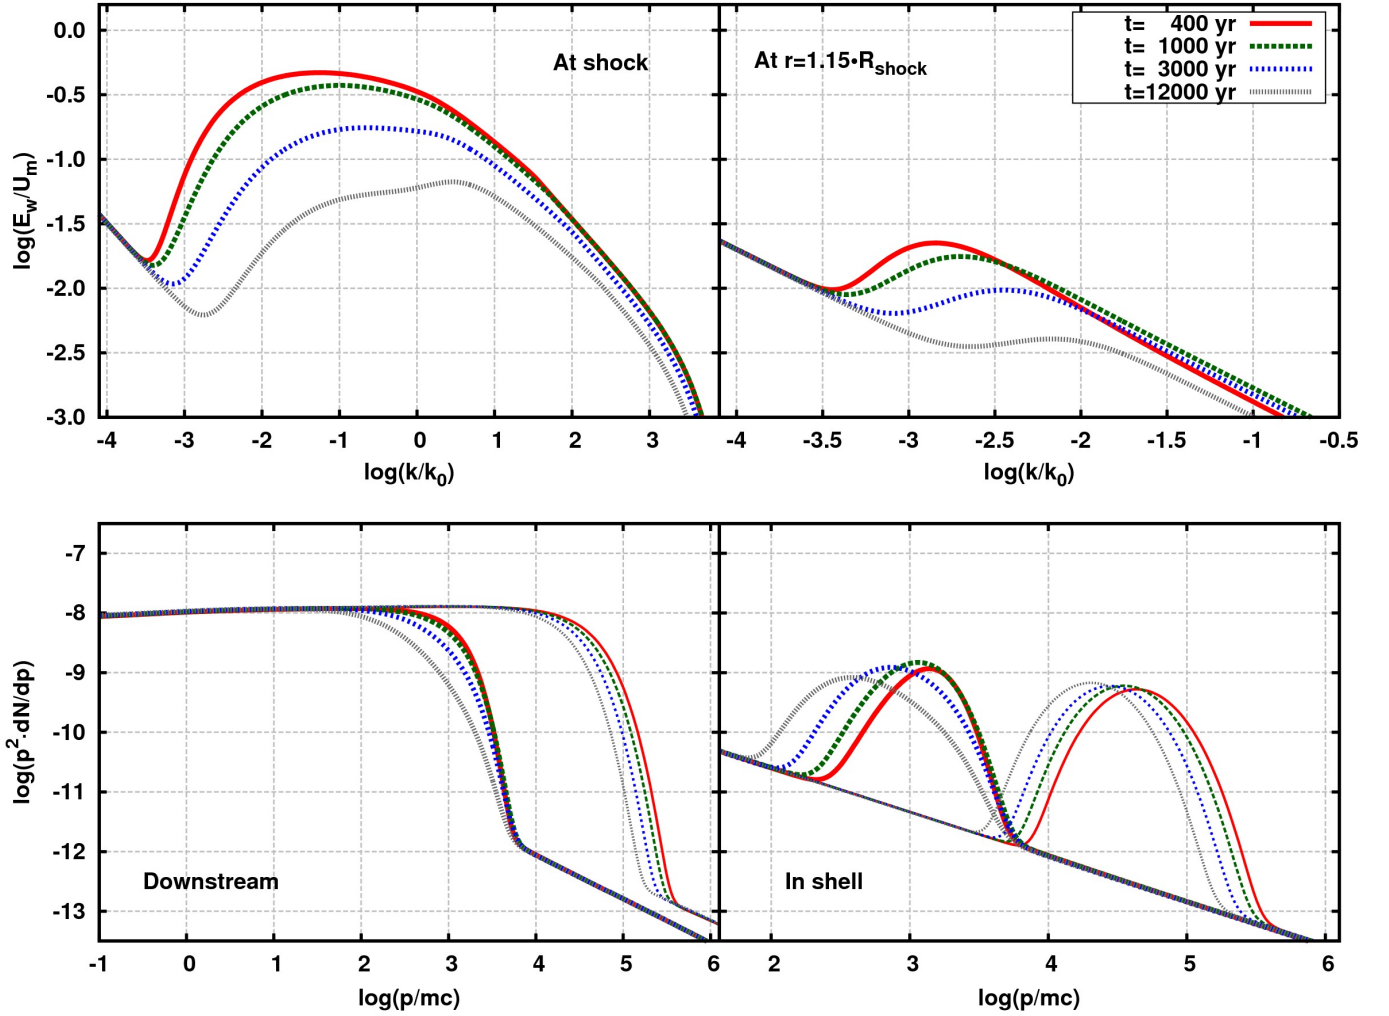 At shock
0.0
-0.5
-1.0
-1.5
-2.0
-2.5
-3.0
log(E_w/U_m)
-4 -3 -2 -1 0 1 2 3
log(k/k_0)
At r=1.15•R_shock
t= 400 yr
t= 1000 yr
t= 3000 yr
t=12000 yr
-4 -3.5 -3 -2.5 -2 -1.5 -1 -0.5
log(k/k_0)
-7
-8
-9
-10
-11
-12
-13
log(p^2·dN/dp)
Downstream
-1 0 1 2 3 4 5 6
log(p/mc)
In shell
2 3 4 5 6
log(p/mc)